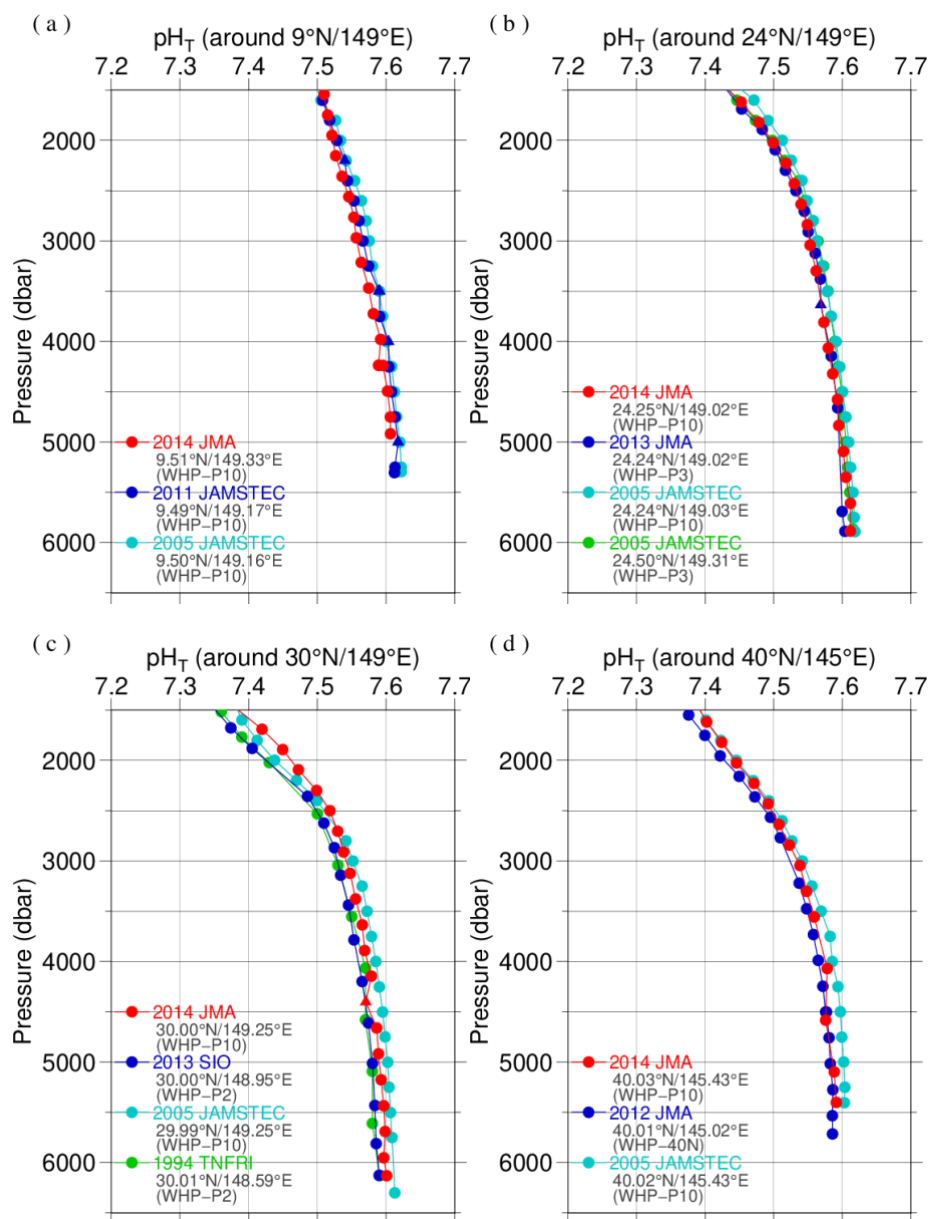 ( a )
pH_T (around 9°N/149°E)
7.2 7.3 7.4 7.5 7.6 7.7
Pressure (dbar)
2000
3000
4000
5000
6000
2014 JMA
9.51°N/149.33°E
(WHP−P10)
2011 JAMSTEC
9.49°N/149.17°E
(WHP−P10)
2005 JAMSTEC
9.50°N/149.16°E
(WHP−P10)
( b )
pH_T (around 24°N/149°E)
7.2 7.3 7.4 7.5 7.6 7.7
Pressure (dbar)
2000
3000
4000
5000
6000
2014 JMA
24.25°N/149.02°E
(WHP−P10)
2013 JMA
24.24°N/149.02°E
(WHP−P3)
2005 JAMSTEC
24.24°N/149.03°E
(WHP−P10)
2005 JAMSTEC
24.50°N/149.31°E
(WHP−P3)
( c )
pH_T (around 30°N/149°E)
7.2 7.3 7.4 7.5 7.6 7.7
Pressure (dbar)
2000
3000
4000
5000
6000
2014 JMA
30.00°N/149.25°E
(WHP−P10)
2013 SIO
30.00°N/148.95°E
(WHP−P2)
2005 JAMSTEC
29.99°N/149.25°E
(WHP−P10)
1994 TNFRI
30.01°N/148.59°E
(WHP−P2)
( d )
pH_T (around 40°N/145°E)
7.2 7.3 7.4 7.5 7.6 7.7
Pressure (dbar)
2000
3000
4000
5000
6000
2014 JMA
40.03°N/145.43°E
(WHP−P10)
2012 JMA
40.01°N/145.02°E
(WHP−40N)
2005 JAMSTEC
40.02°N/145.43°E
(WHP−P10)